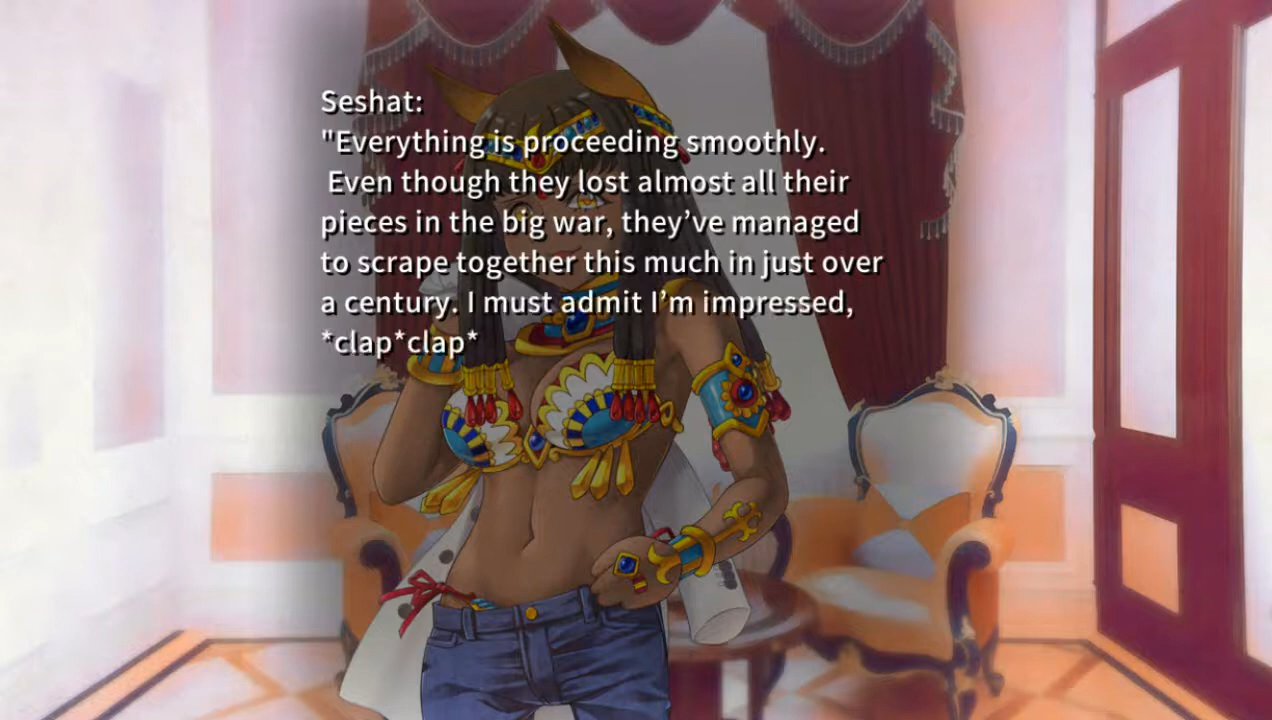 Seshat:
"Everything is proceeding smoothly.
Even though they lost almost all their
pieces in the big war, they’ve managed
to scrape together this much in just over
a century. I must admit I’m impressed,
*clap*clap*